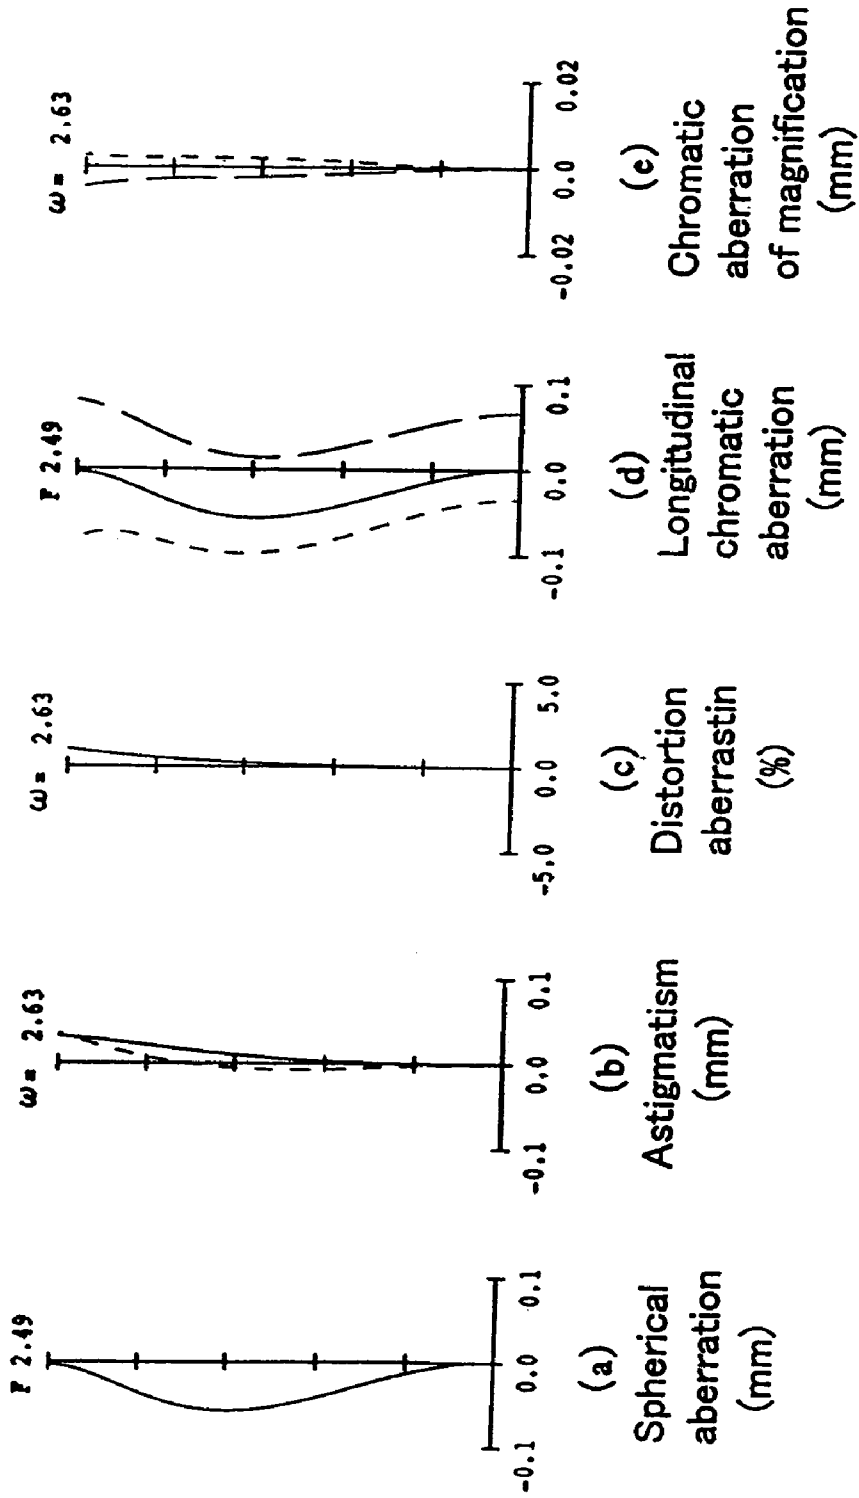 F 2.49
-0.1 0.0 0.1
(a)
Spherical
aberration
(mm)
ω= 2.63
-0.1 0.0 0.1
(b)
Astigmatism
(mm)
ω= 2.63
-5.0 0.0 5.0
(c)
Distortion
aberrastin
(%)
F 2.49
-0.1 0.0 0.1
(d)
Longitudinal
chromatic
aberration
(mm)
ω= 2.63
-0.02 0.0 0.02
(e)
Chromatic
aberration
of magnification
(mm)